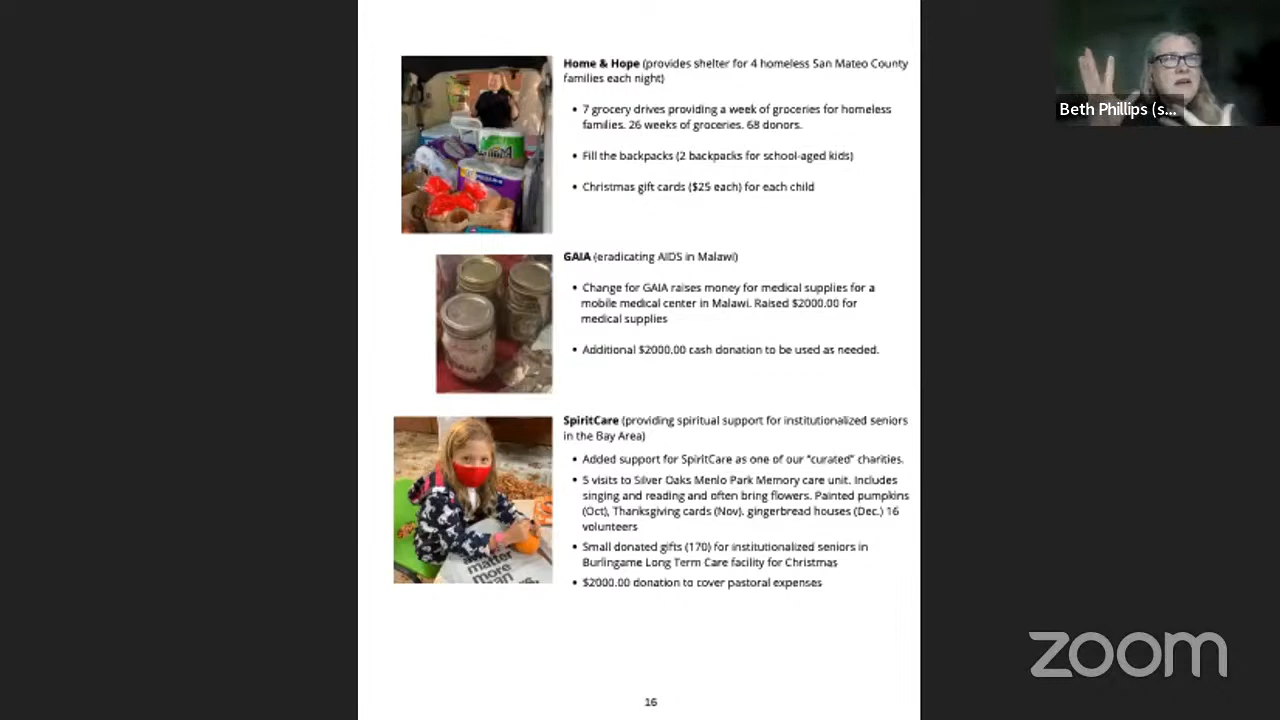 Home & Hope (provides shelter for 4 homeless San Mateo County
families each night)
• 7 grocery drives providing a week of groceries for homeless
families. 26 weeks of groceries. 68 donors.
• Fill the backpacks (2 backpacks for school-aged kids)
• Christmas gift cards ($25 each) for each child
GAIA (eradicating AIDS in Malawi)
• Change for GAIA raises money for medical supplies for a
mobile medical center in Malawi. Raised $2000.00 for
medical supplies
• Additional $2000.00 cash donation to be used as needed.
SpiritCare (providing spiritual support for institutionalized seniors
in the Bay Area)
• Added support for SpiritCare as one of our "curated" charities.
• 5 visits to Silver Oaks Menlo Park Memory care unit. Includes
singing and reading and often bring flowers. Painted pumpkins
(Oct), Thanksgiving cards (Nov). gingerbread houses (Dec.) 16
volunteers
• Small donated gifts (170) for institutionalized seniors in
Burlingame Long Term Care facility for Christmas
• $2000.00 donation to cover pastoral expenses
matter
more
16
Beth Phillips (s...
zoom